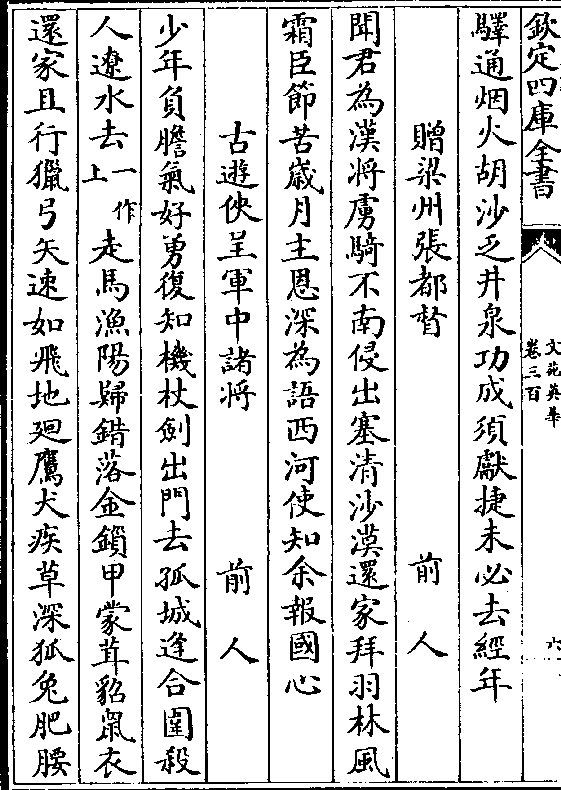 欽定四庫全書
文苑英華
卷三百
六
驛通烟火胡沙乏井泉功成須獻捷未必去經年
贈梁州張都督 前人
聞君為漢將虜騎不南侵出塞清沙漠還家拜羽林風
霜臣節苦歲月主恩深為語西河使知余報國心
古遊俠呈軍中諸將 前人
少年負膽氣好勇復知機杖劍出門去孤城逢合圍殺
人遼水去一作上走馬漁陽歸錯落金鎖甲蒙茸貂䑕衣
還家且行獵弓矢速如飛地廻鷹犬疾草深狐兔肥腰